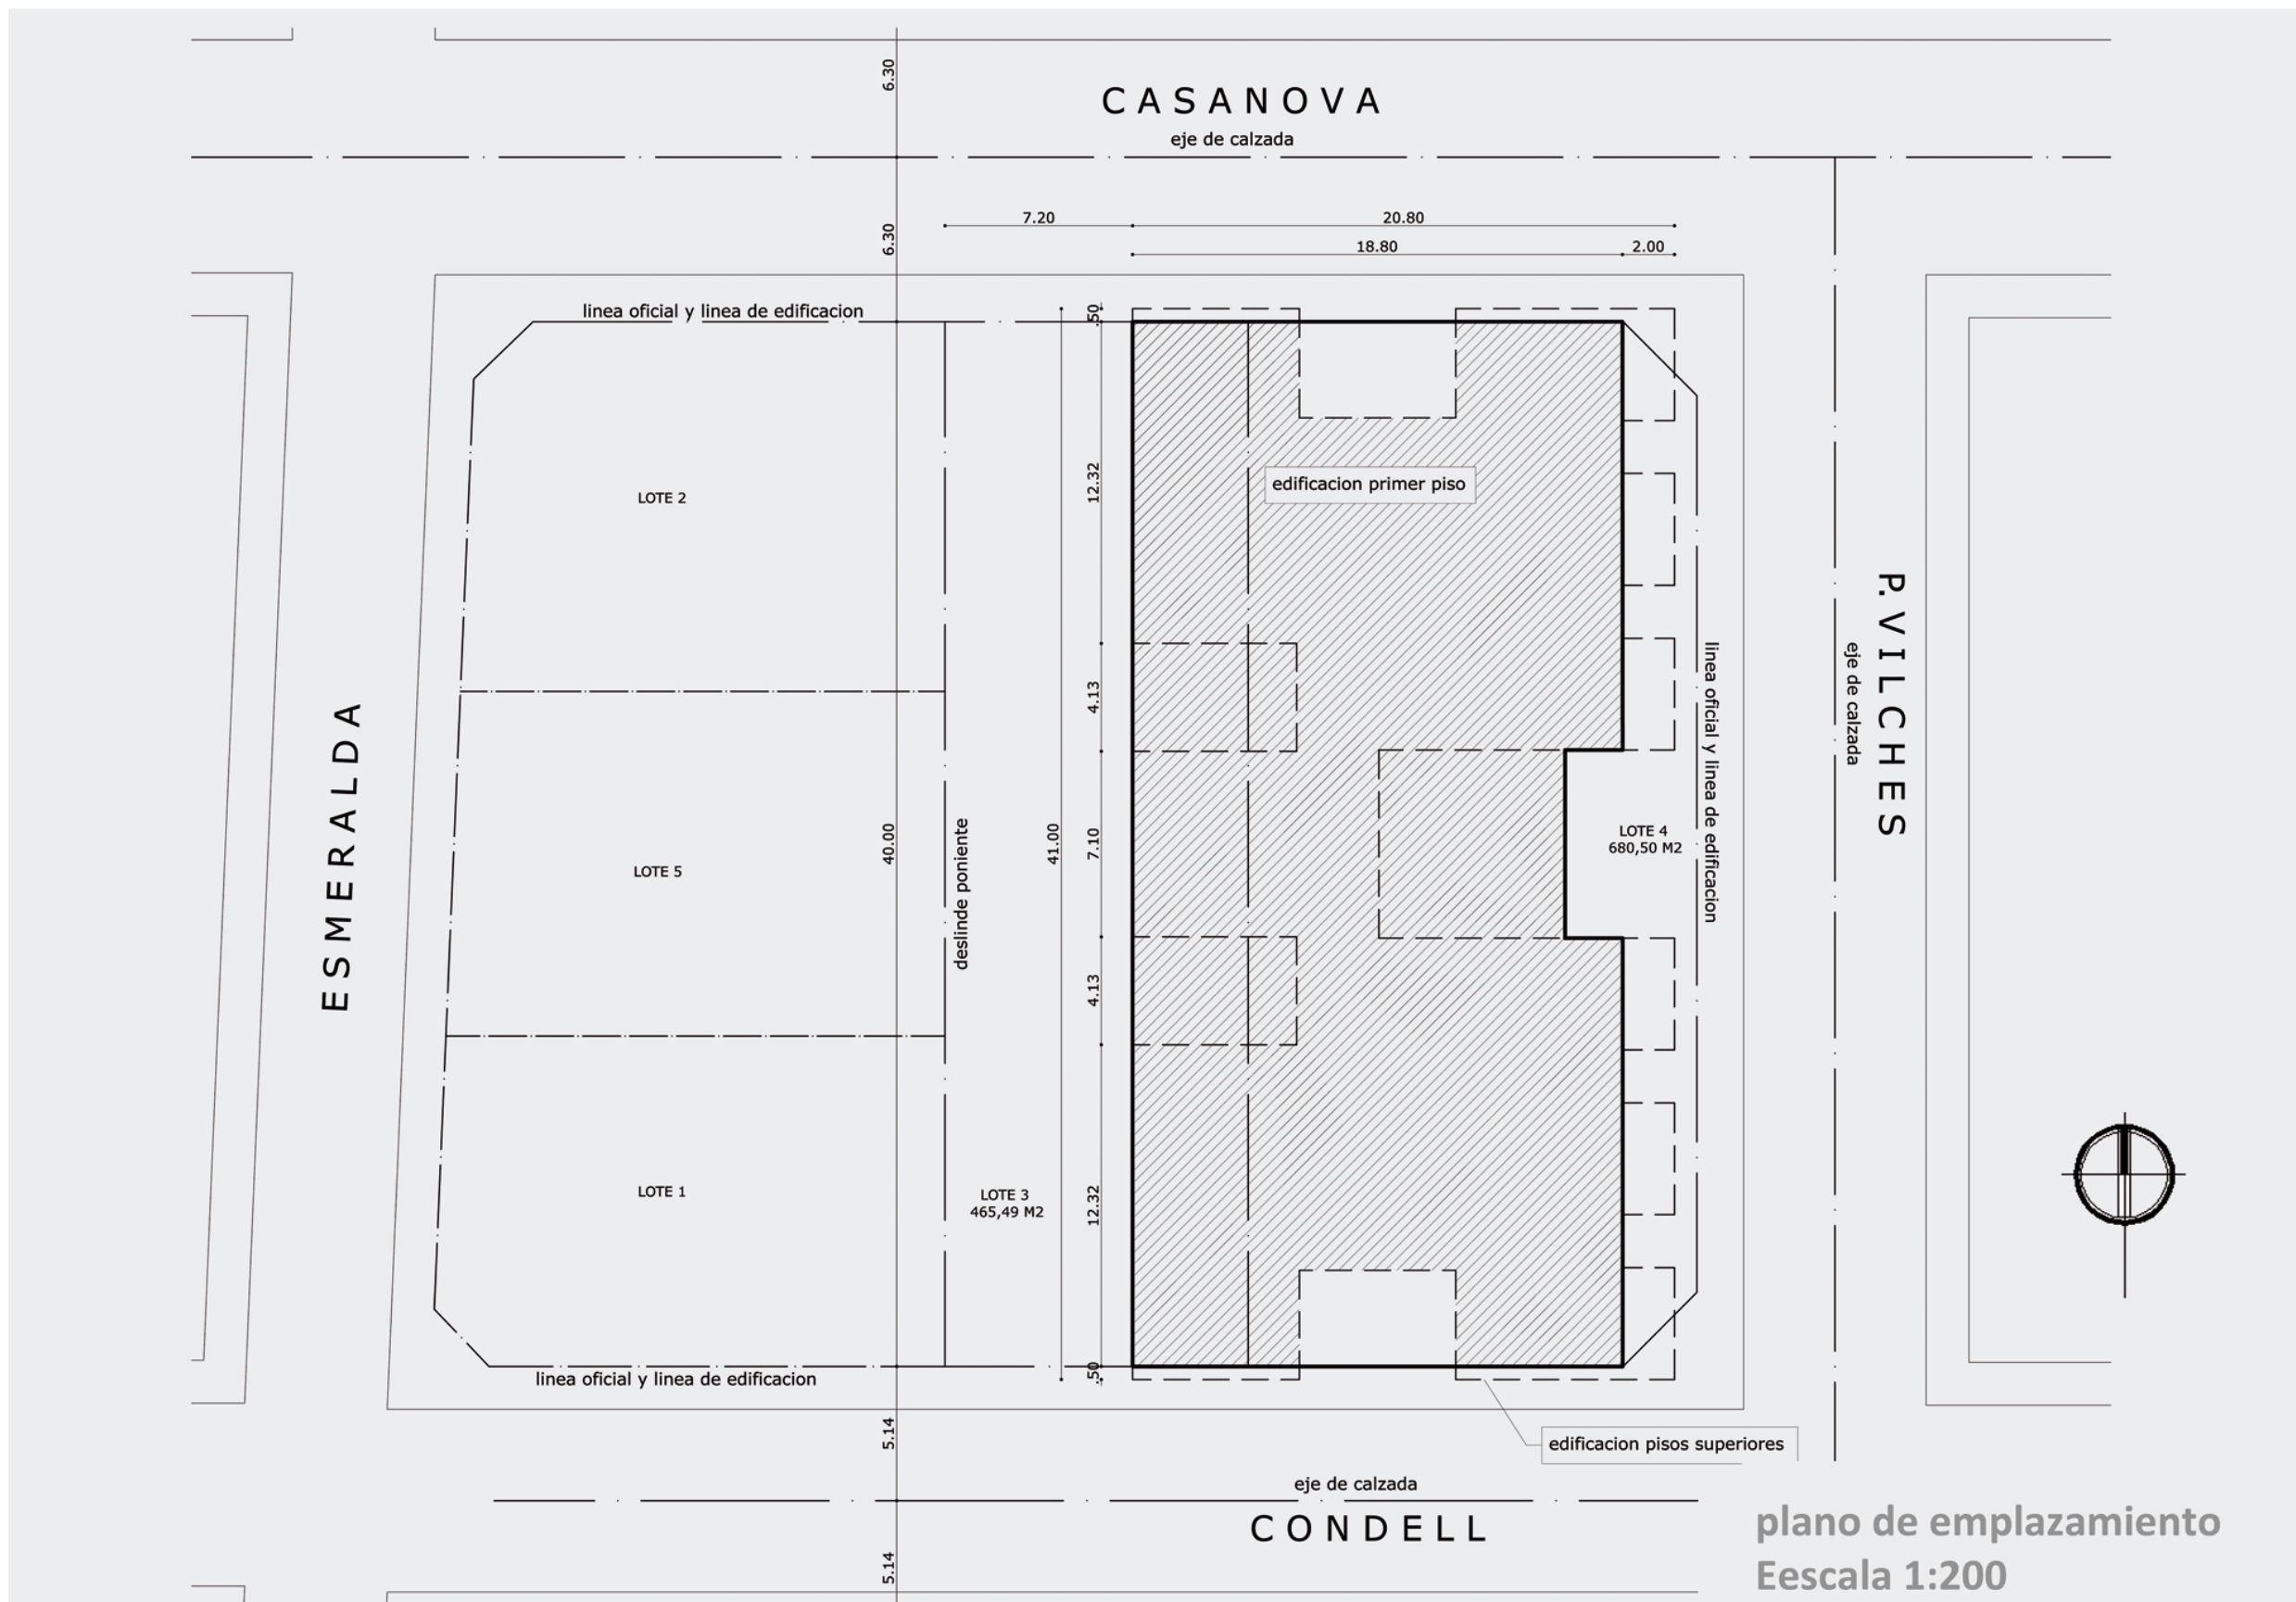 6.30
CASANOVA
eje de calzada
7.20
20.80
6.30
18.80
2.00
linea oficial y linea de edificacion
.50
LOTE 2
12.32
edificacion primer piso
P.VILCHES
eje de calzada
linea oficial y linea de edificacion
4.13
ESMERALDA
LOTE 5
40.00
deslinde poniente
41.00
7.10
LOTE 4
680,50 M2
4.13
LOTE 1
LOTE 3
465,49 M2
12.32
.50
linea oficial y linea de edificacion
5.14
edificacion pisos superiores
eje de calzada
CONDELL
5.14
plano de emplazamiento
Eescala 1:200